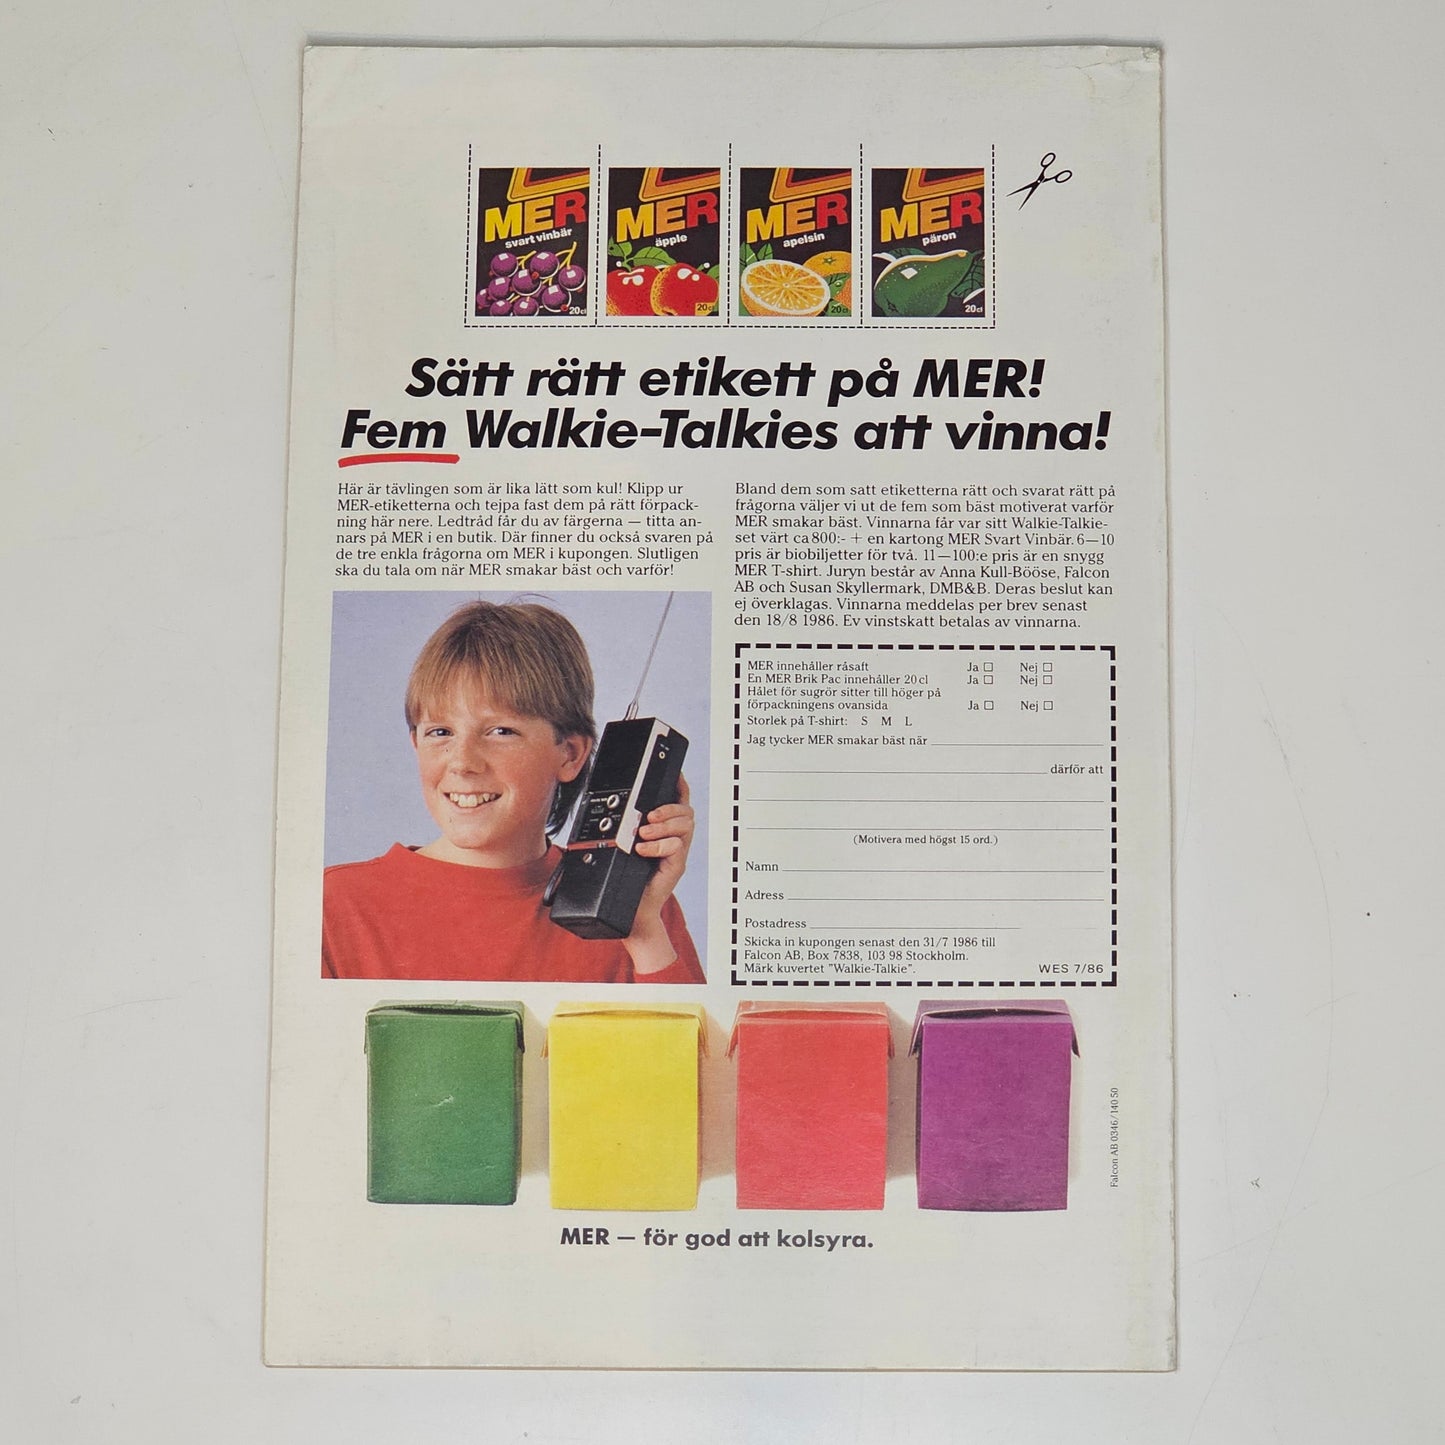 MER
svart vinbär
20 cl
MER
äpple
20 cl
MER
apelsin
20 cl
MER
päron
20 cl
Sätt rätt etikett på MER!
Fem Walkie-Talkies att vinna!
Här är tävlingen som är lika lätt som kul! Klipp ur
MER-etiketterna och tejpa fast dem på rätt förpack-
ning här nere. Ledtråd får du av färgerna — titta an-
nars på MER i en butik. Där finner du också svaren på
de tre enkla frågorna om MER i kupongen. Slutligen
ska du tala om när MER smakar bäst och varför!
Bland dem som satt etiketterna rätt och svarat rätt på
frågorna väljer vi ut de fem som bäst motiverat varför
MER smakar bäst. Vinnarna får var sitt Walkie-Talkie-
set värt ca 800:- + en kartong MER Svart Vinbär. 6—10
pris är biobiljetter för två. 11—100:e pris är en snygg
MER T-shirt. Juryn består av Anna Kull-Bööse, Falcon
AB och Susan Skyllermark, DMB&B. Deras beslut kan
ej överklagas. Vinnarna meddelas per brev senast
den 18/8 1986. Ev vinstskatt betalas av vinnarna.
MER innehåller råsaft Ja Nej
En MER Brik Pac innehåller 20 cl Ja Nej
Hålet för sugrör sitter till höger på
förpackningens ovansida Ja Nej
Storlek på T-shirt: S M L
Jag tycker MER smakar bäst när
därför att
(Motivera med högst 15 ord.)
Namn
Adress
Postadress
Skicka in kupongen senast den 31/7 1986 till
Falcon AB, Box 7838, 103 98 Stockholm.
Märk kuvertet "Walkie-Talkie". WES 7/86
Falcon AB 0346/140 50
MER — för god att kolsyra.